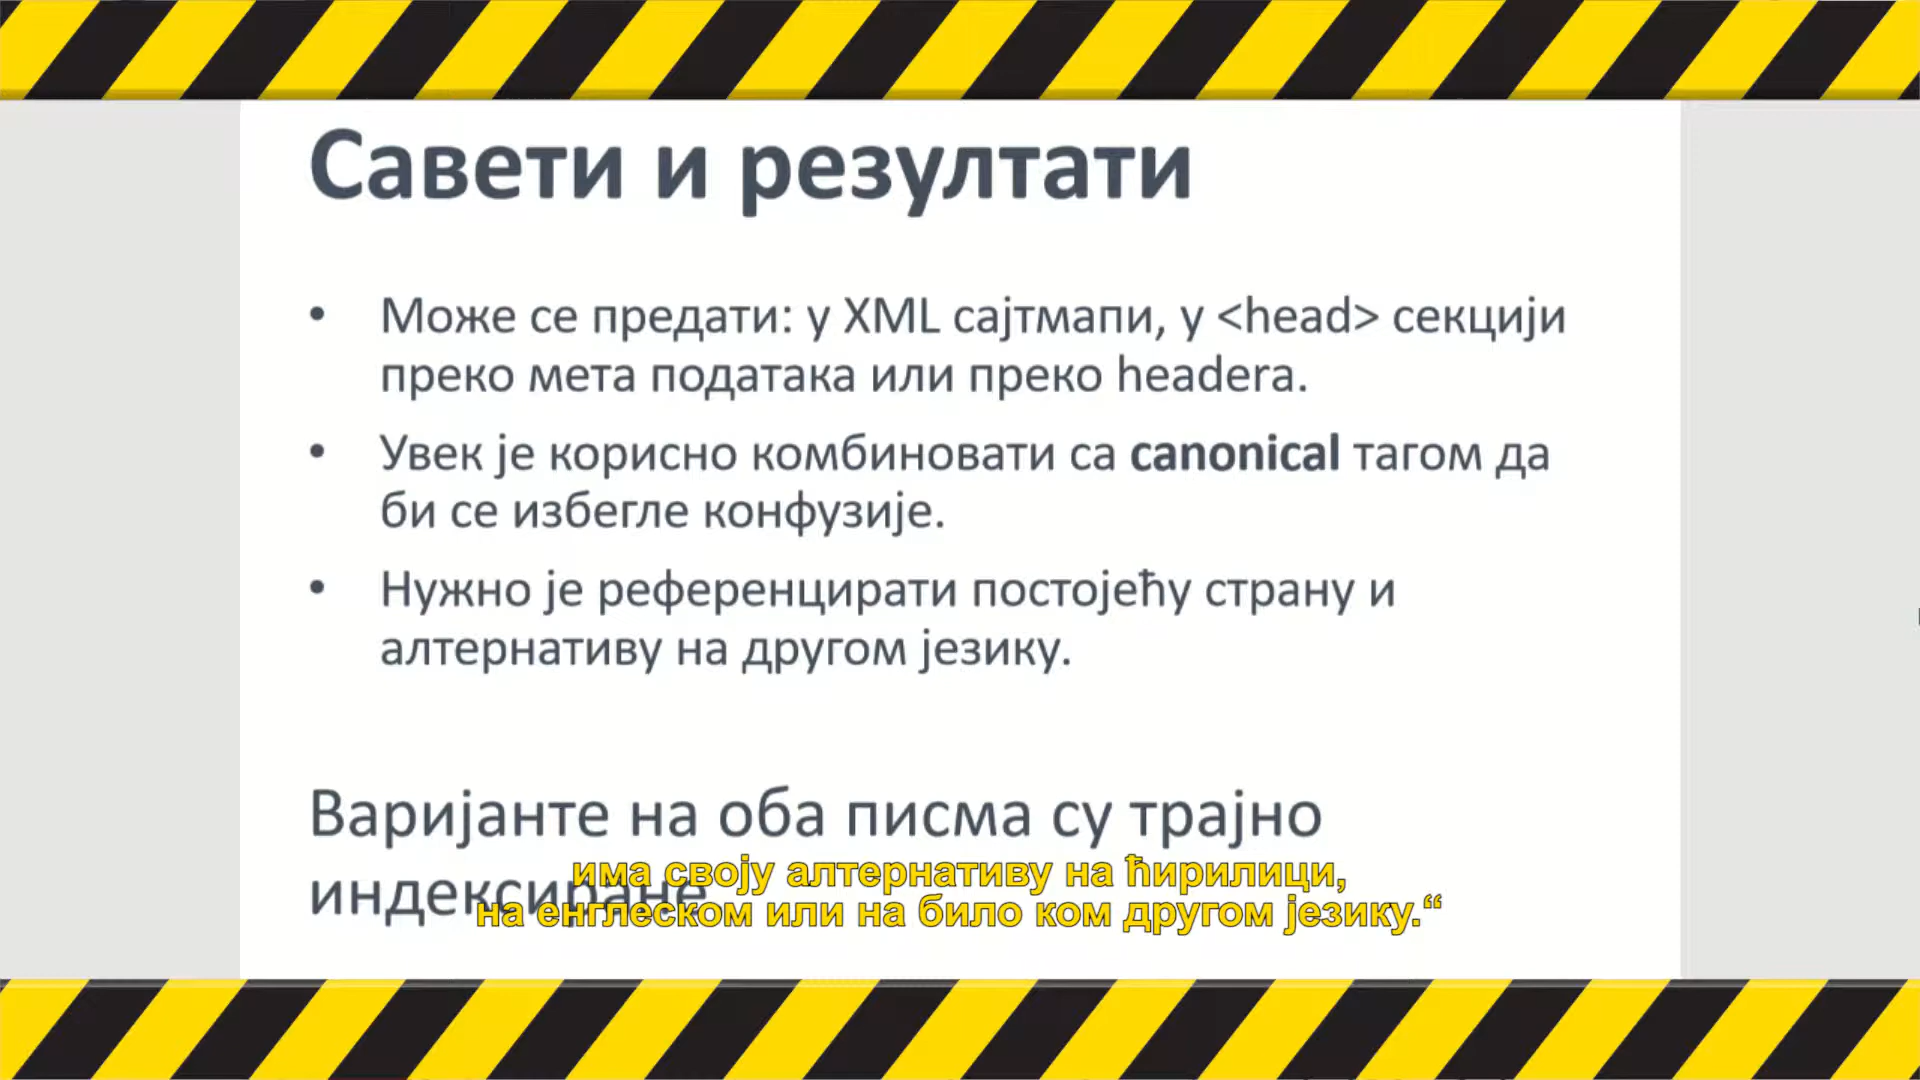 Савети и резултати
• Може се предати: у XML сајтмапи, у <head> секцији
преко мета података или преко headera.
• Увек је корисно комбиновати са canonical тагом да
би се избегле конфузије.
• Нужно је референцирати постојећу страну и
алтернативу на другом језику.
Варијанте на оба писма су трајно
индексиране
има своју алтернативу на ћирилици,
на енглеском или на било ком другом језику.“